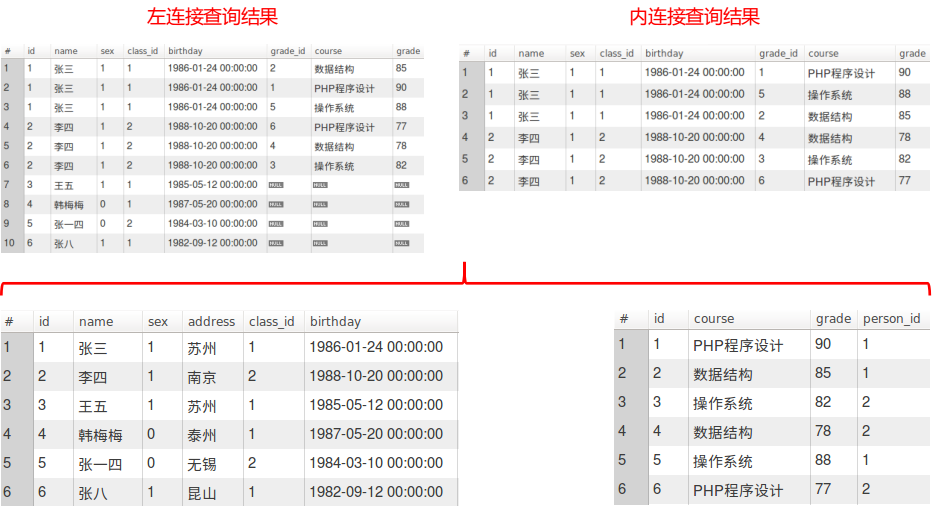 左连接查询结果
内连接查询结果
# id name sex class_id birthday grade_id course grade
1 1 张三 1 1 1986-01-24 00:00:00 2 数据结构 85
2 1 张三 1 1 1986-01-24 00:00:00 1 PHP程序设计 90
3 1 张三 1 1 1986-01-24 00:00:00 5 操作系统 88
4 2 李四 1 2 1988-10-20 00:00:00 6 PHP程序设计 77
5 2 李四 1 2 1988-10-20 00:00:00 4 数据结构 78
6 2 李四 1 2 1988-10-20 00:00:00 3 操作系统 82
7 3 王五 1 1 1985-05-12 00:00:00 NULL NULL NULL
8 4 韩梅梅 0 1 1987-05-20 00:00:00 NULL NULL NULL
9 5 张一四 0 2 1984-03-10 00:00:00 NULL NULL NULL
10 6 张八 1 1 1982-09-12 00:00:00 NULL NULL NULL
# id name sex class_id birthday grade_id course grade
1 1 张三 1 1 1986-01-24 00:00:00 1 PHP程序设计 90
2 1 张三 1 1 1986-01-24 00:00:00 5 操作系统 88
3 1 张三 1 1 1986-01-24 00:00:00 2 数据结构 85
4 2 李四 1 2 1988-10-20 00:00:00 4 数据结构 78
5 2 李四 1 2 1988-10-20 00:00:00 3 操作系统 82
6 2 李四 1 2 1988-10-20 00:00:00 6 PHP程序设计 77
# id name sex address class_id birthday
1 1 张三 1 苏州 1 1986-01-24 00:00:00
2 2 李四 1 南京 2 1988-10-20 00:00:00
3 3 王五 1 苏州 1 1985-05-12 00:00:00
4 4 韩梅梅 0 泰州 1 1987-05-20 00:00:00
5 5 张一四 0 无锡 2 1984-03-10 00:00:00
6 6 张八 1 昆山 1 1982-09-12 00:00:00
# id course grade person_id
1 1 PHP程序设计 90 1
2 2 数据结构 85 1
3 3 操作系统 82 2
4 4 数据结构 78 2
5 5 操作系统 88 1
6 6 PHP程序设计 77 2